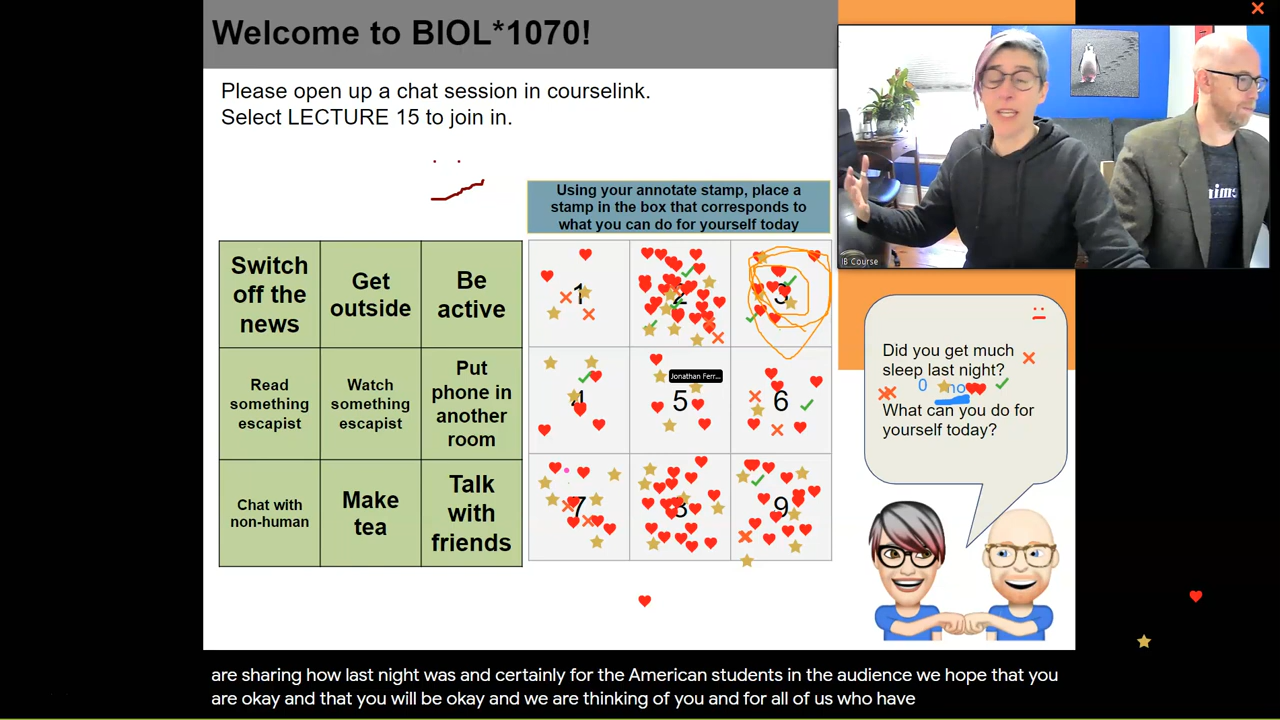 Welcome to BIOL*1070!
Please open up a chat session in courselink.
Select LECTURE 15 to join in.
Using your annotate stamp, place a
stamp in the box that corresponds to
what you can do for yourself today
Switch
off the
news
Get
outside
Be
active
Read
something
escapist
Watch
something
escapist
Put
phone in
another
room
Chat with
non-human
Make
tea
Talk
with
friends
1
2
3
4
5
6
7
8
9
Jonathan Ferr...
IB Course
Did you get much
sleep last night?
0 no
What can you do for
yourself today?
are sharing how last night was and certainly for the American students in the audience we hope that you
are okay and that you will be okay and we are thinking of you and for all of us who have